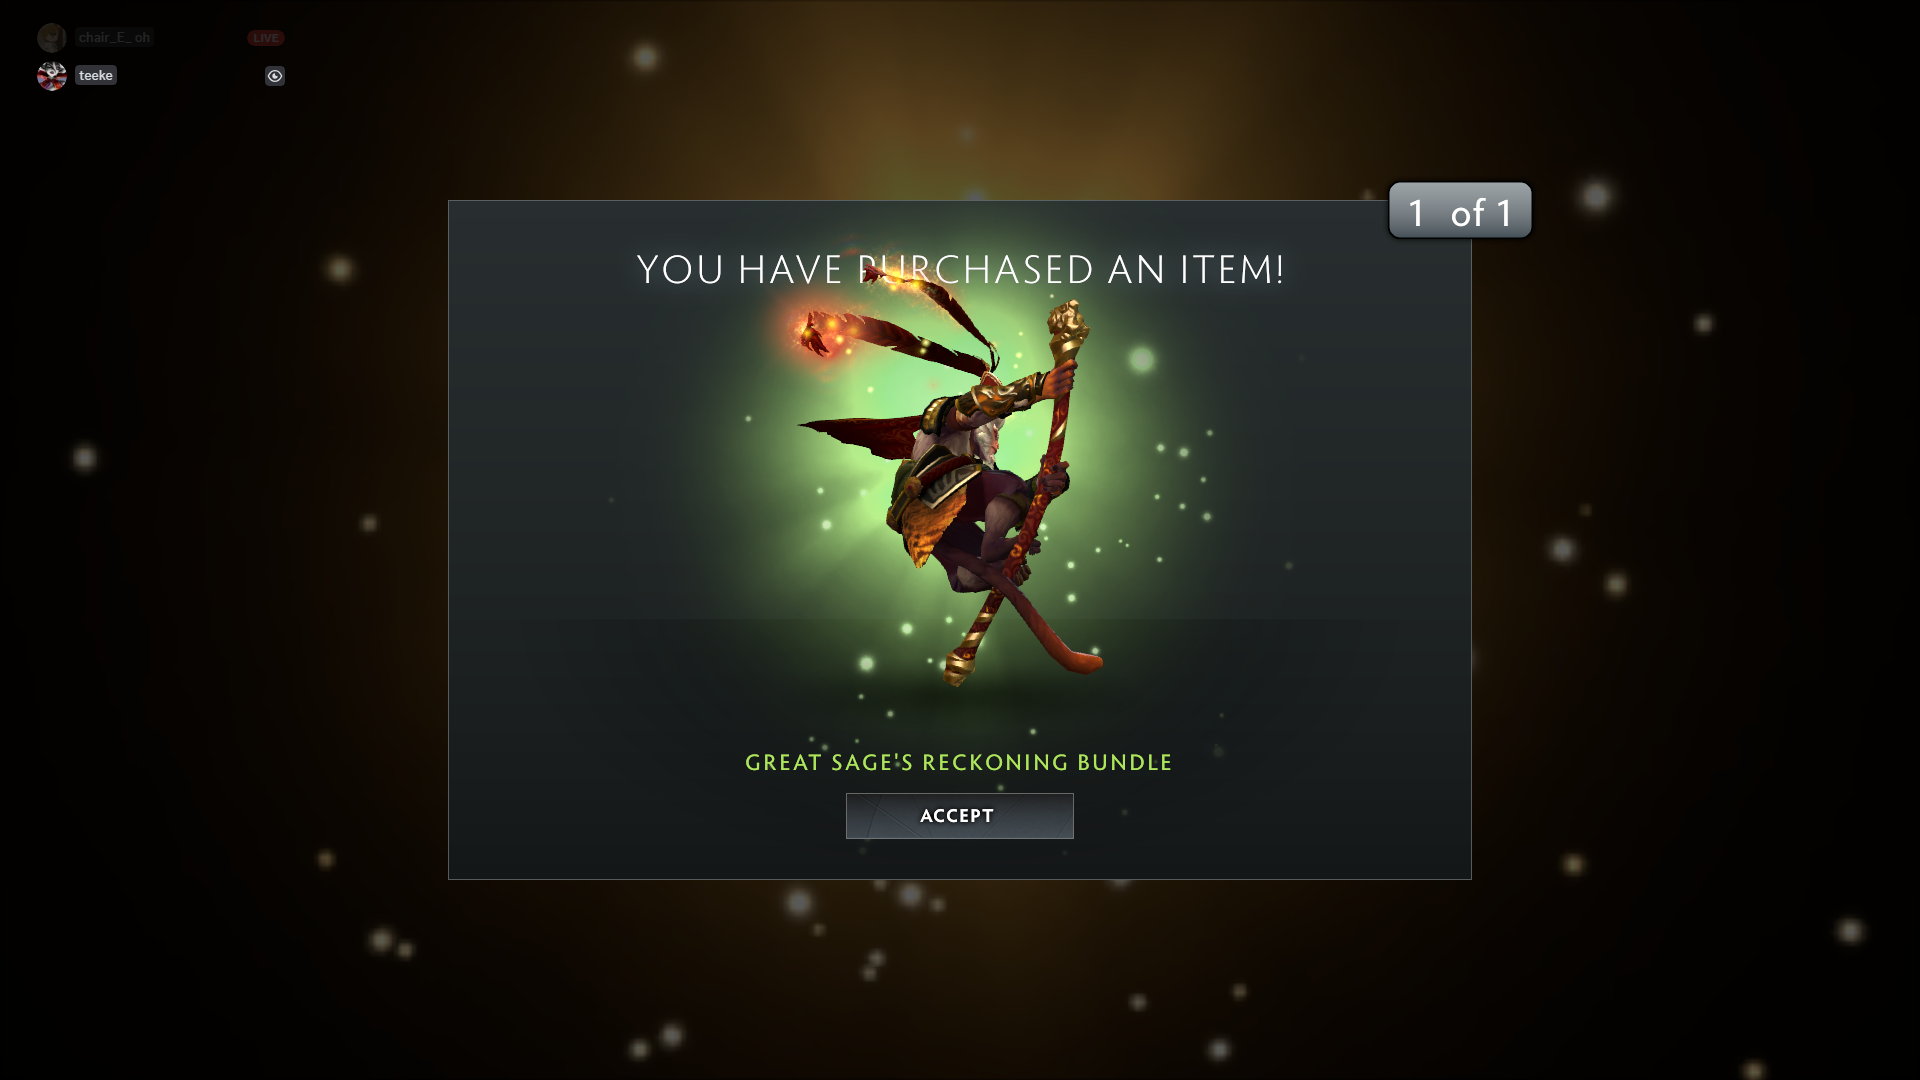 chair_E_ oh
LIVE
teeke
1 of 1
YOU HAVE PURCHASED AN ITEM!
GREAT SAGE'S RECKONING BUNDLE
ACCEPT